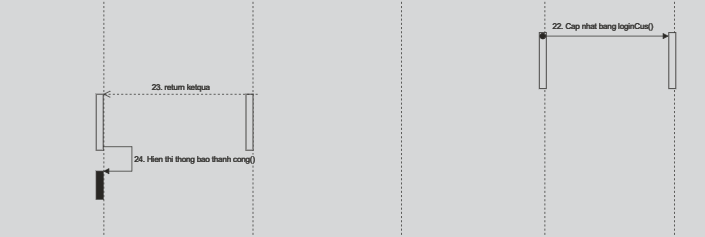 22. Cap nhat bang loginCus()
23. return ketqua
24. Hien thi thong bao thanh cong()